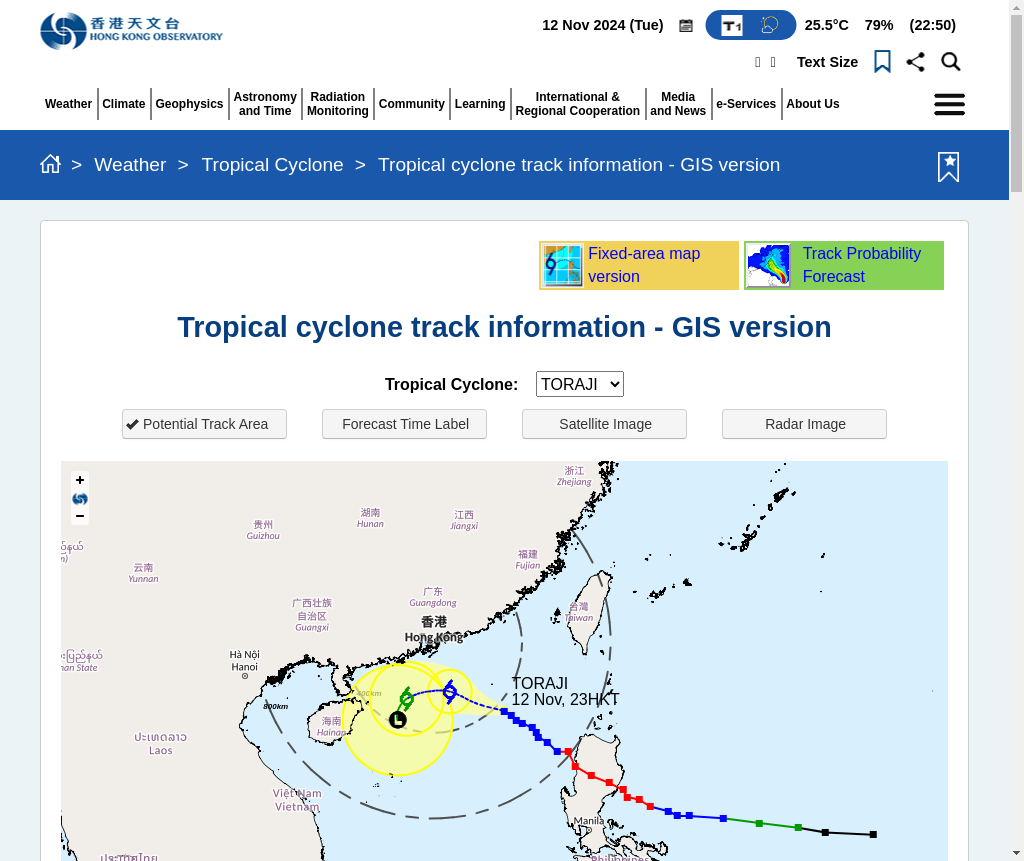 香港天文台
HONG KONG OBSERVATORY
12 Nov 2024 (Tue)
T1
25.5°C 79% (22:50)
Text Size
Weather
Climate
Geophysics
Astronomy
and Time
Radiation
Monitoring
Community
Learning
International &
Regional Cooperation
Media
and News
e-Services
About Us
> Weather > Tropical Cyclone > Tropical cyclone track information - GIS version
Fixed-area map
version
Track Probability
Forecast
Tropical cyclone track information - GIS version
Tropical Cyclone: TORAJI
Potential Track Area
Forecast Time Label
Satellite Image
Radar Image
+
−
浙江
Zhejiang
湖南
Hunan
江西
Jiangxi
贵州
Guizhou
福建
Fujian
云南
Yunnan
广东
Guangdong
广西壮族
自治区
Guangxi
台灣
Taiwan
香港
Hong Kong
Hà Nội
Hanoi
man State
400km
800km
TORAJI
12 Nov, 23HKT
海南
Hainan
L
ປະເທດລາວ
Laos
Việt Nam
Vietnam
Manila
ประเทศไทย
Philippines